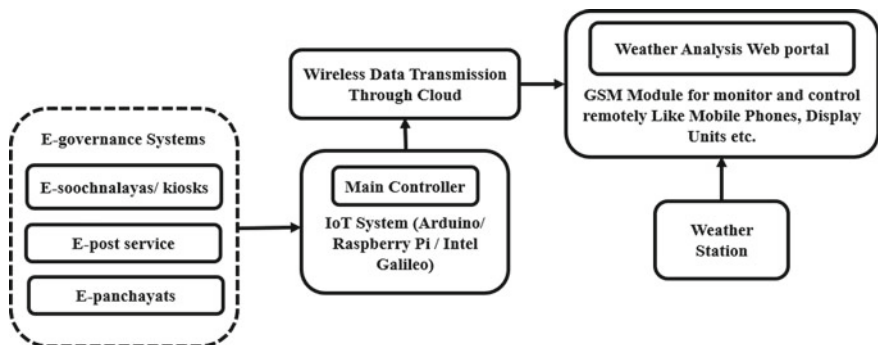 E-governance Systems
E-soochnalayas/ kiosks
E-post service
E-panchayats
Main Controller
IoT System (Arduino/
Raspberry Pi / Intel
Galileo)
Wireless Data Transmission
Through Cloud
Weather Analysis Web portal
GSM Module for monitor and control
remotely Like Mobile Phones, Display
Units etc.
Weather
Station